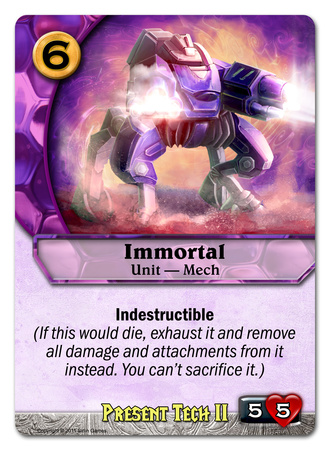 6
Immortal
Unit — Mech
Indestructible
(If this would die, exhaust it and remove
all damage and attachments from it
instead. You can't sacrifice it.)
Present Tech II
5 5